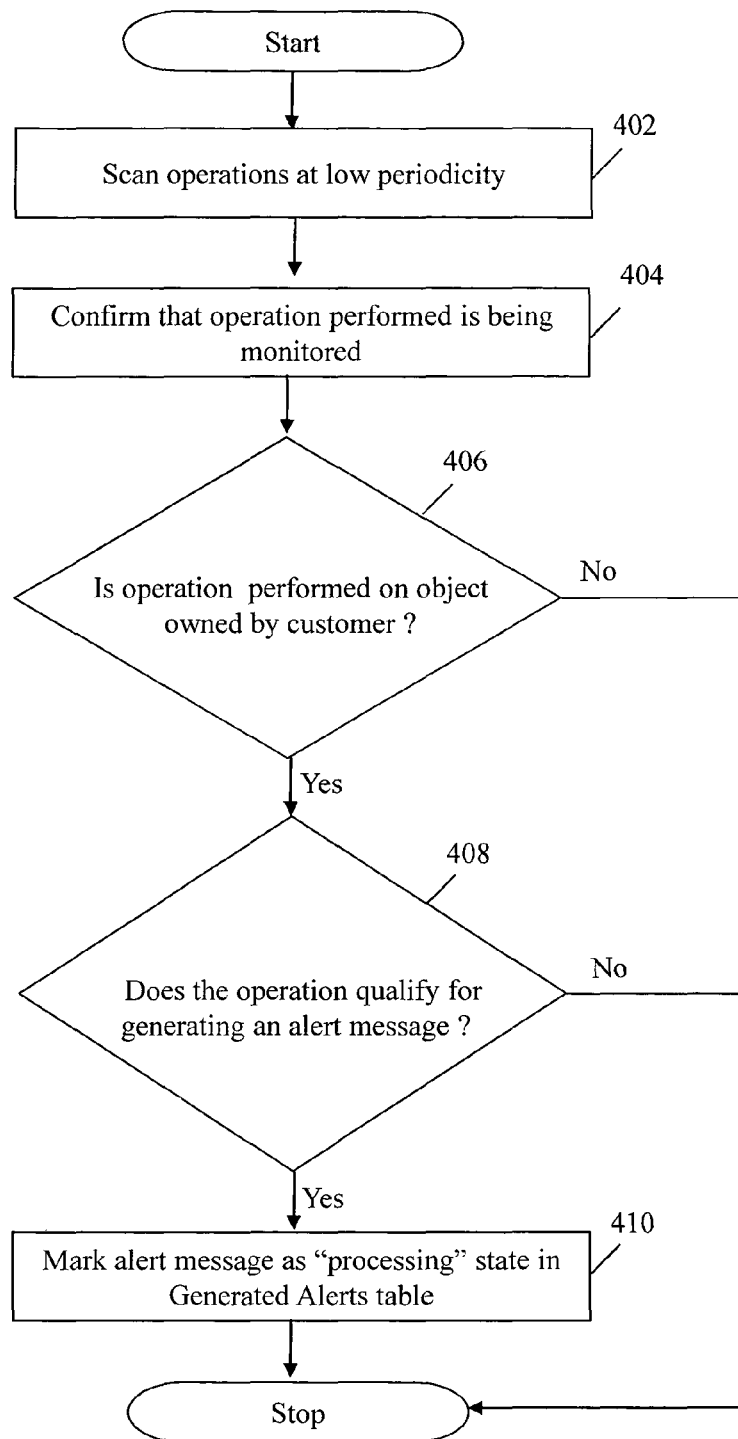 Start
402
Scan operations at low periodicity
404
Confirm that operation performed is being
monitored
406
Is operation performed on object
owned by customer ?
No
Yes
408
Does the operation qualify for
generating an alert message ?
No
Yes
410
Mark alert message as “processing” state in
Generated Alerts table
Stop